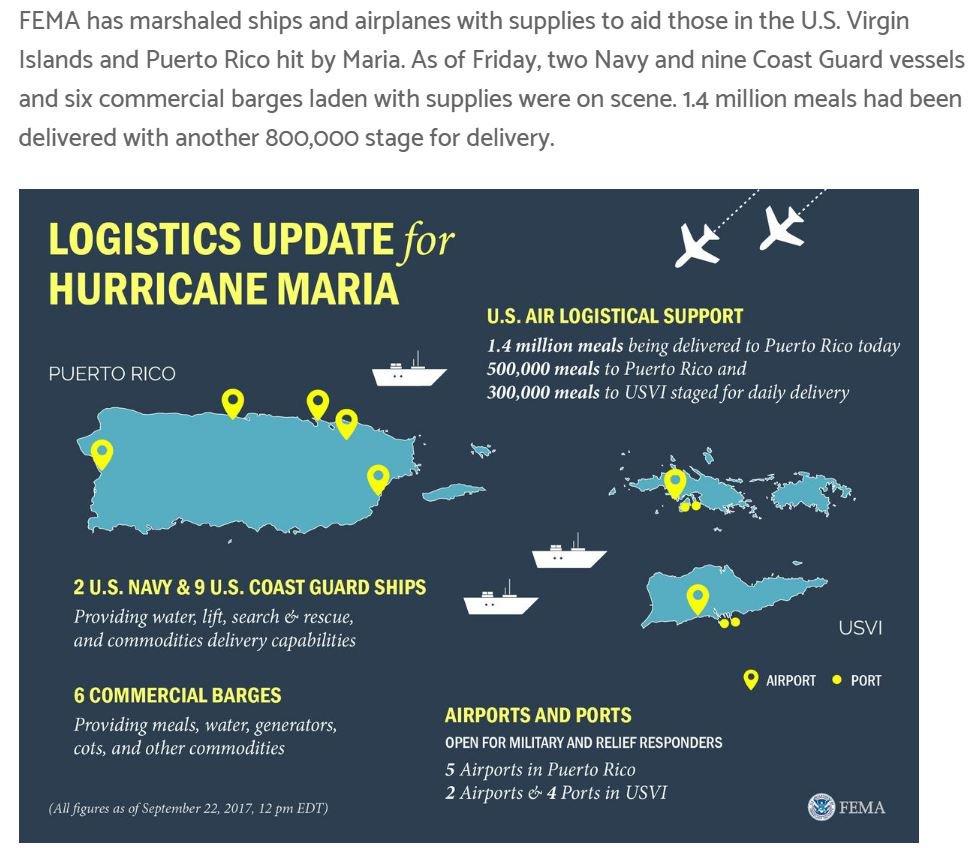 FEMA has marshaled ships and airplanes with supplies to aid those in the U.S. Virgin
Islands and Puerto Rico hit by Maria. As of Friday, two Navy and nine Coast Guard vessels
and six commercial barges laden with supplies were on scene. 1.4 million meals had been
delivered with another 800,000 stage for delivery.
LOGISTICS UPDATE for
HURRICANE MARIA
U.S. AIR LOGISTICAL SUPPORT
1.4 million meals being delivered to Puerto Rico today
500,000 meals to Puerto Rico and
300,000 meals to USVI staged for daily delivery
PUERTO RICO
2 U.S. NAVY & 9 U.S. COAST GUARD SHIPS
Providing water, lift, search & rescue,
and commodities delivery capabilities
USVI
AIRPORT PORT
6 COMMERCIAL BARGES
Providing meals, water, generators,
cots, and other commodities
AIRPORTS AND PORTS
OPEN FOR MILITARY AND RELIEF RESPONDERS
5 Airports in Puerto Rico
2 Airports & 4 Ports in USVI
(All figures as of September 22, 2017, 12 pm EDT)
FEMA